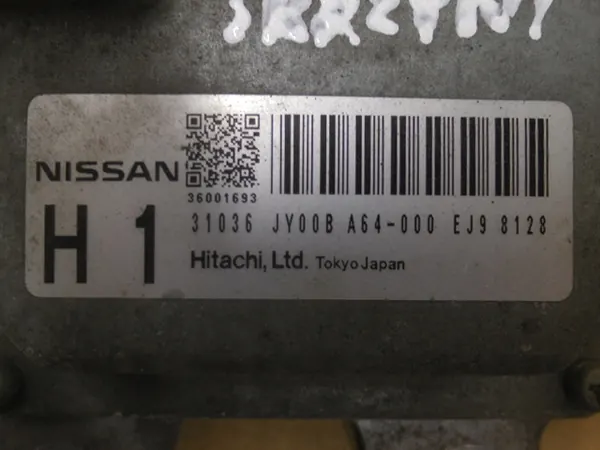 NISSAN
36001693
H 1
31036 JY00B A64-000 EJ9 8128
Hitachi, Ltd. Tokyo Japan